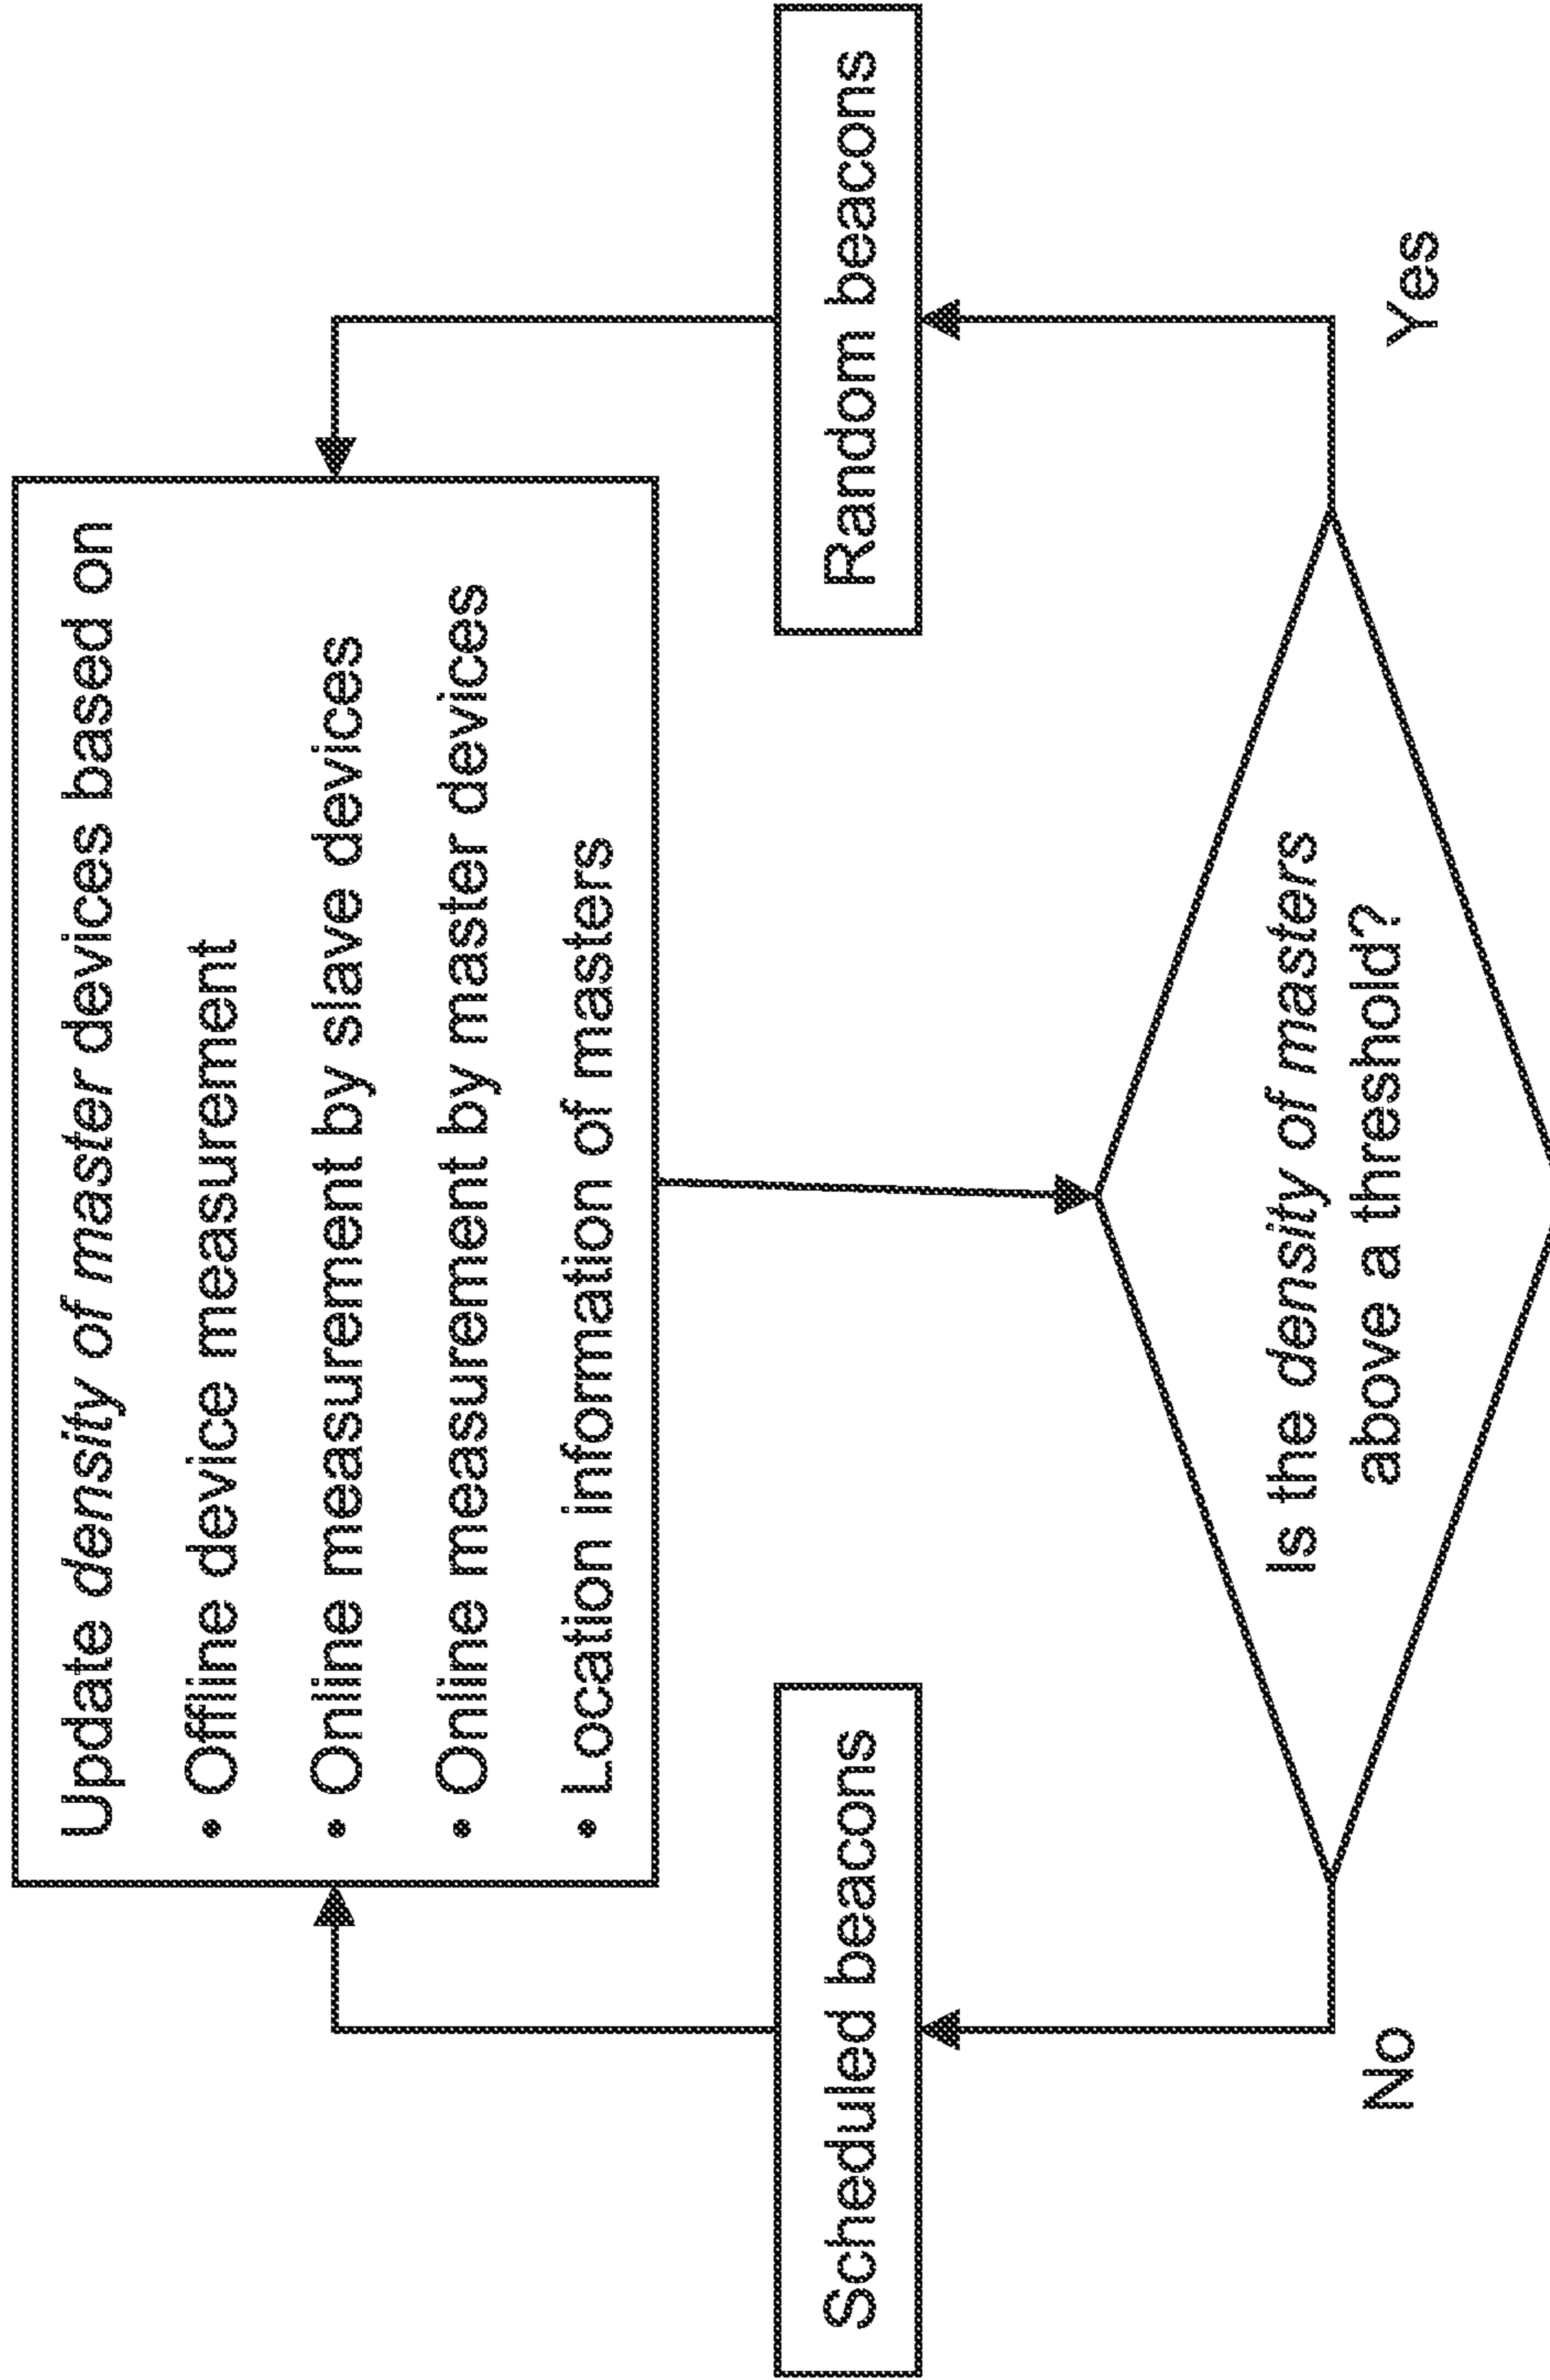 Update density of master devices based on
• Offline device measurement
• Online measurement by slave devices
• Online measurement by master devices
• Location information of masters
Scheduled beacons
Random beacons
Is the density of masters
above a threshold?
No
Yes